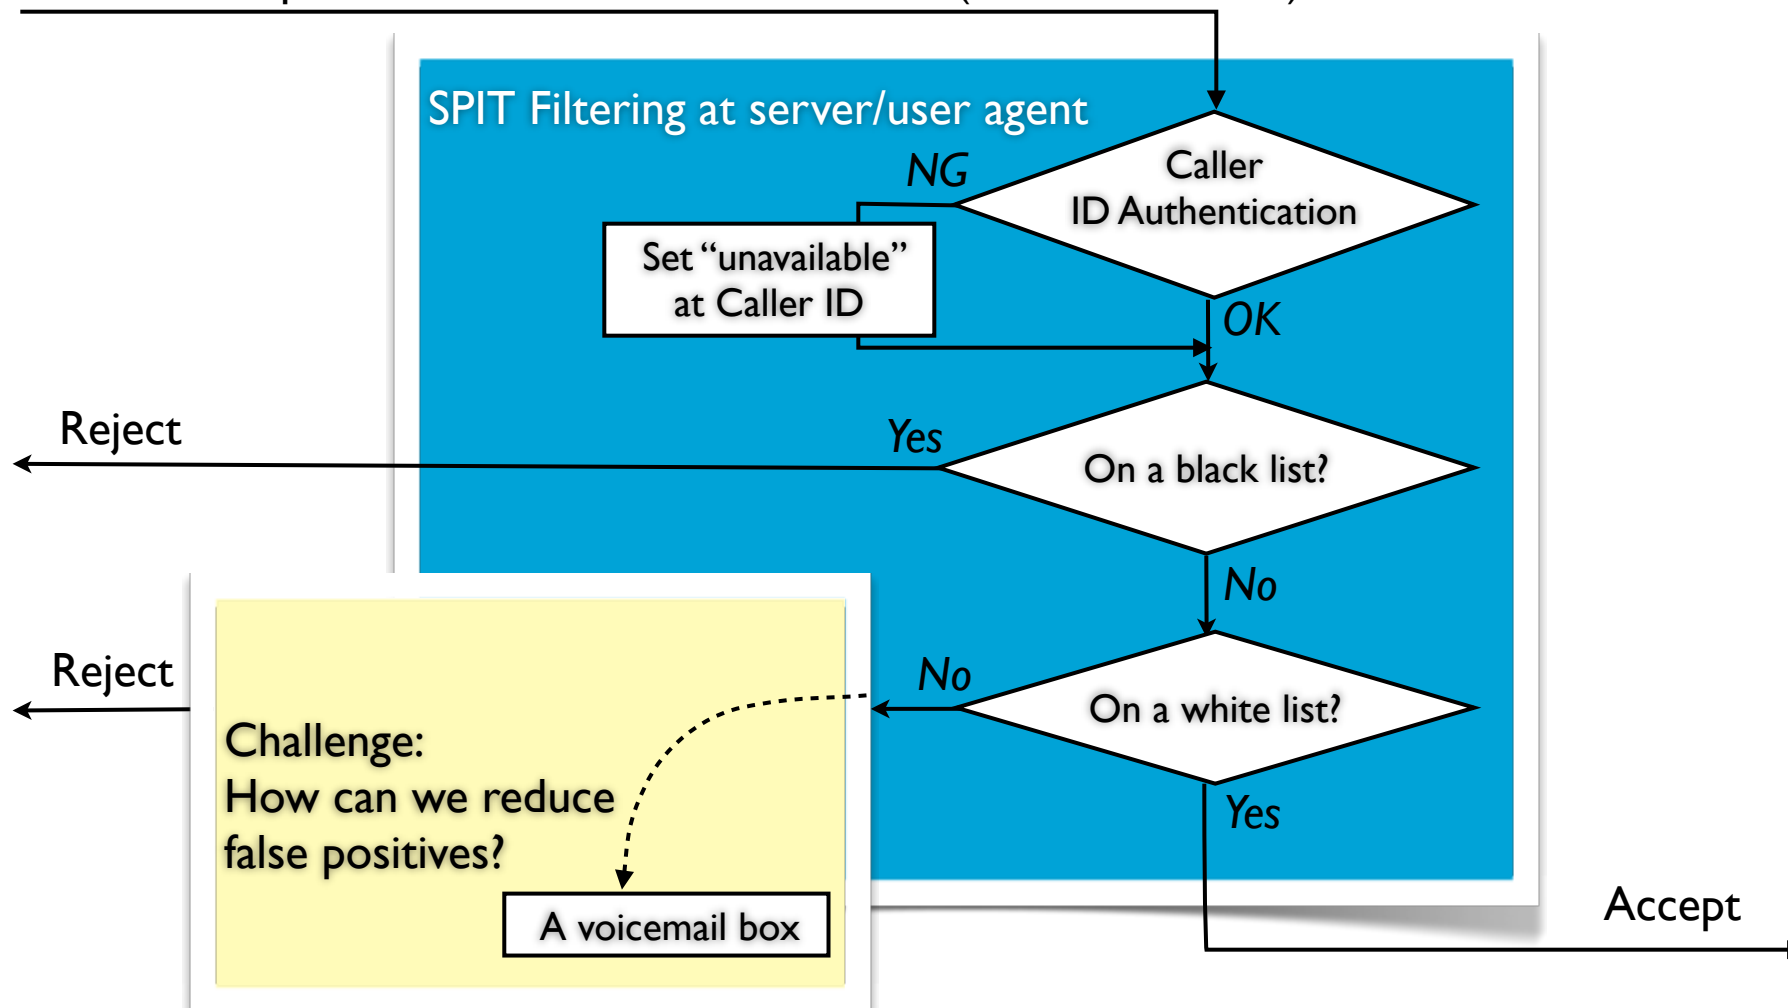 SPIT Filtering at server/user agent
Caller
ID Authentication
NG
Set “unavailable”
at Caller ID
OK
Reject
Yes
On a black list?
No
Reject
No
On a white list?
Challenge:
How can we reduce
false positives?
Yes
A voicemail box
Accept